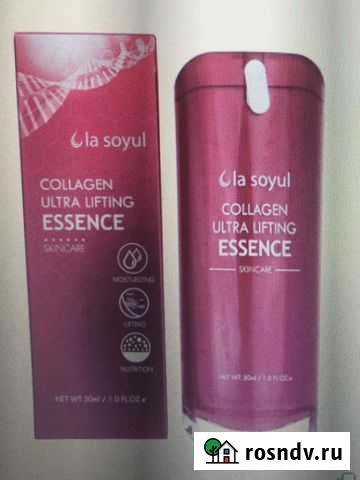 la soyul
COLLAGEN
ULTRA LIFTING
ESSENCE
SKINCARE
MOISTURIZING
LIFTING
NUTRITION
NET WT 30ml / 1.0 FL.OZ e
la soyul
COLLAGEN
ULTRA LIFTING
ESSENCE
SKINCARE
NET WT 30ml / 1.0 FL.OZ e
rosndv.ru